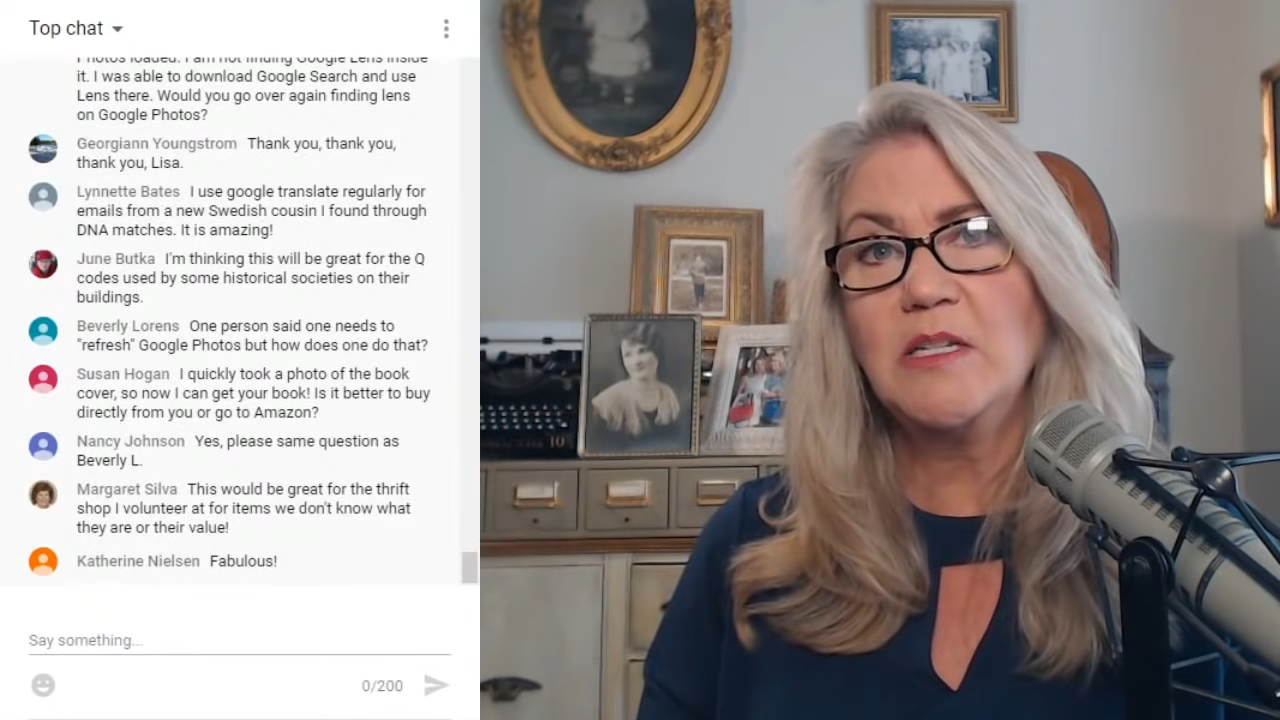 Top chat
Photos loaded. I am not finding Google Lens inside
it. I was able to download Google Search and use
Lens there. Would you go over again finding lens
on Google Photos?
Georgiann Youngstrom Thank you, thank you,
thank you, Lisa.
Lynnette Bates I use google translate regularly for
emails from a new Swedish cousin I found through
DNA matches. It is amazing!
June Butka I'm thinking this will be great for the Q
codes used by some historical societies on their
buildings.
Beverly Lorens One person said one needs to
"refresh" Google Photos but how does one do that?
Susan Hogan I quickly took a photo of the book
cover, so now I can get your book! Is it better to buy
directly from you or go to Amazon?
Nancy Johnson Yes, please same question as
Beverly L.
Margaret Silva This would be great for the thrift
shop I volunteer at for items we don't know what
they are or their value!
Katherine Nielsen Fabulous!
Say something...
0/200
10